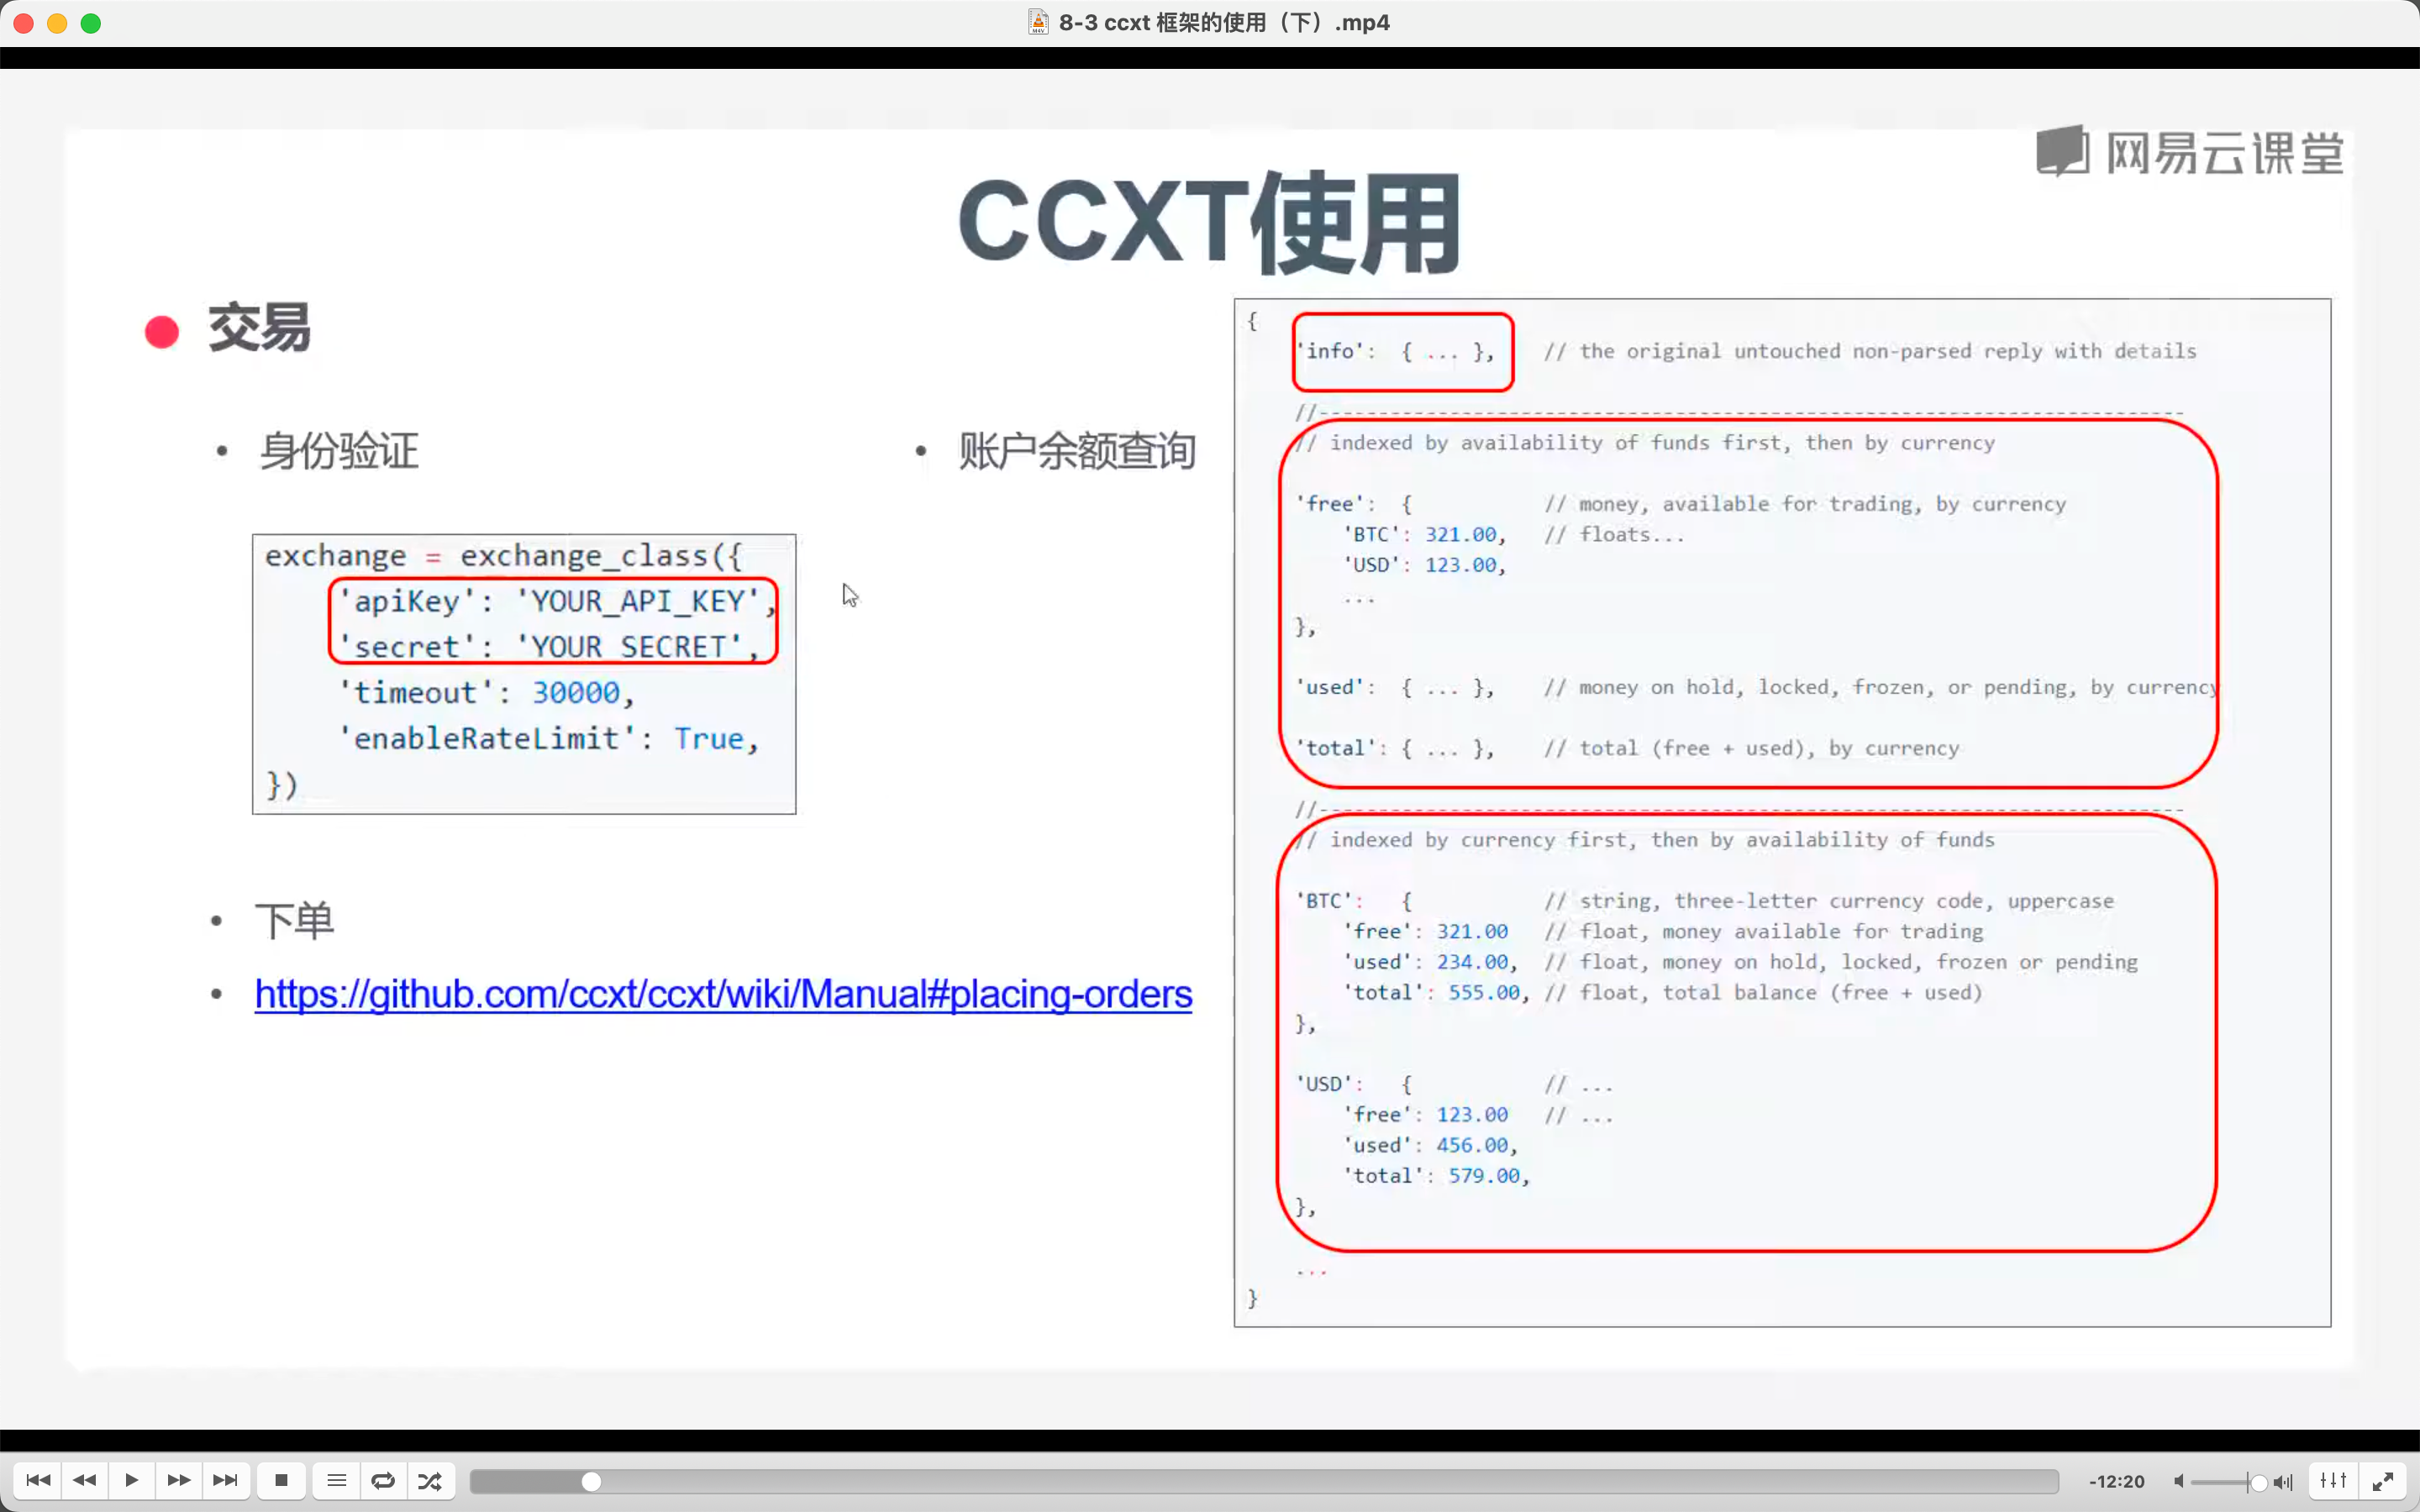 8-3 ccxt 框架的使用（下）.mp4
网易云课堂
CCXT使用
交易
• 身份验证
exchange = exchange_class({
'apiKey': 'YOUR_API_KEY',
'secret': 'YOUR_SECRET',
'timeout': 30000,
'enableRateLimit': True,
})
• 下单
• https://github.com/ccxt/ccxt/wiki/Manual#placing-orders
• 账户余额查询
{
'info': { ... }, // the original untouched non-parsed reply with details
//-------------------------------------------------------------------------
// indexed by availability of funds first, then by currency
'free': { // money, available for trading, by currency
'BTC': 321.00, // floats...
'USD': 123.00,
...
},
'used': { ... }, // money on hold, locked, frozen, or pending, by currency
'total': { ... }, // total (free + used), by currency
//-------------------------------------------------------------------------
// indexed by currency first, then by availability of funds
'BTC': { // string, three-letter currency code, uppercase
'free': 321.00 // float, money available for trading
'used': 234.00, // float, money on hold, locked, frozen or pending
'total': 555.00, // float, total balance (free + used)
},
'USD': { // ...
'free': 123.00 // ...
'used': 456.00,
'total': 579.00,
},
...
}
-12:20